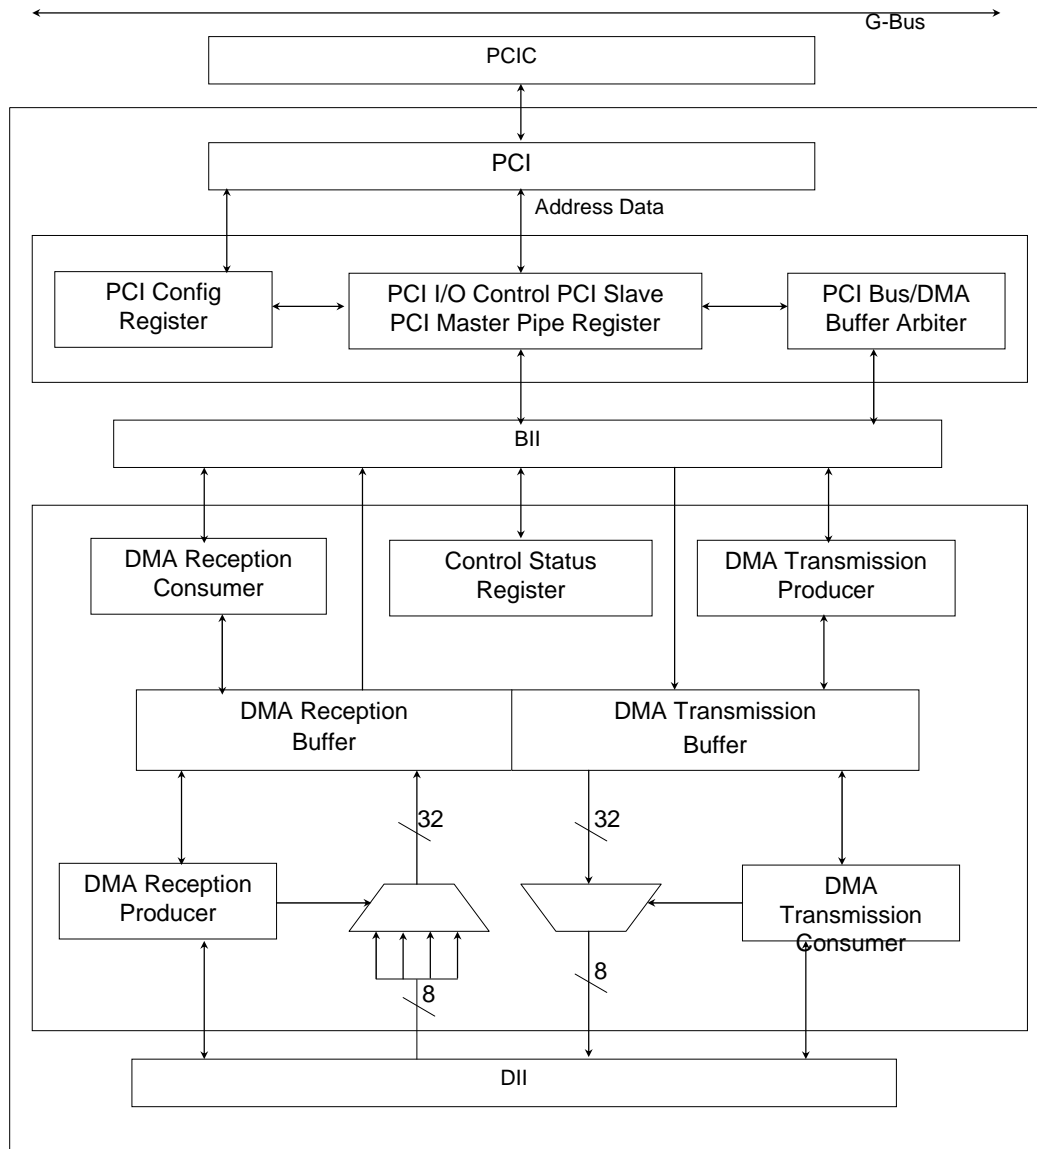 G-Bus
PCIC
PCI
Address Data
PCI Config
Register
PCI I/O Control PCI Slave
PCI Master Pipe Register
PCI Bus/DMA
Buffer Arbiter
BII
DMA Reception
Consumer
Control Status
Register
DMA Transmission
Producer
DMA Reception
Buffer
DMA Transmission
Buffer
32
32
DMA Reception
Producer
DMA
Transmission
Consumer
8
8
DII